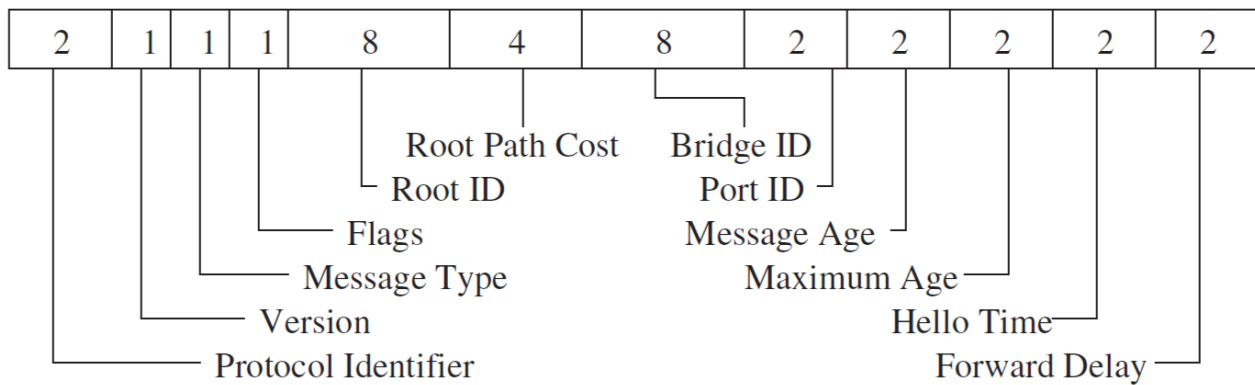 2 1 1 1 8 4 8 2 2 2 2 2
Root Path Cost Bridge ID
Root ID Port ID
Flags Message Age
Message Type Maximum Age
Version Hello Time
Protocol Identifier Forward Delay